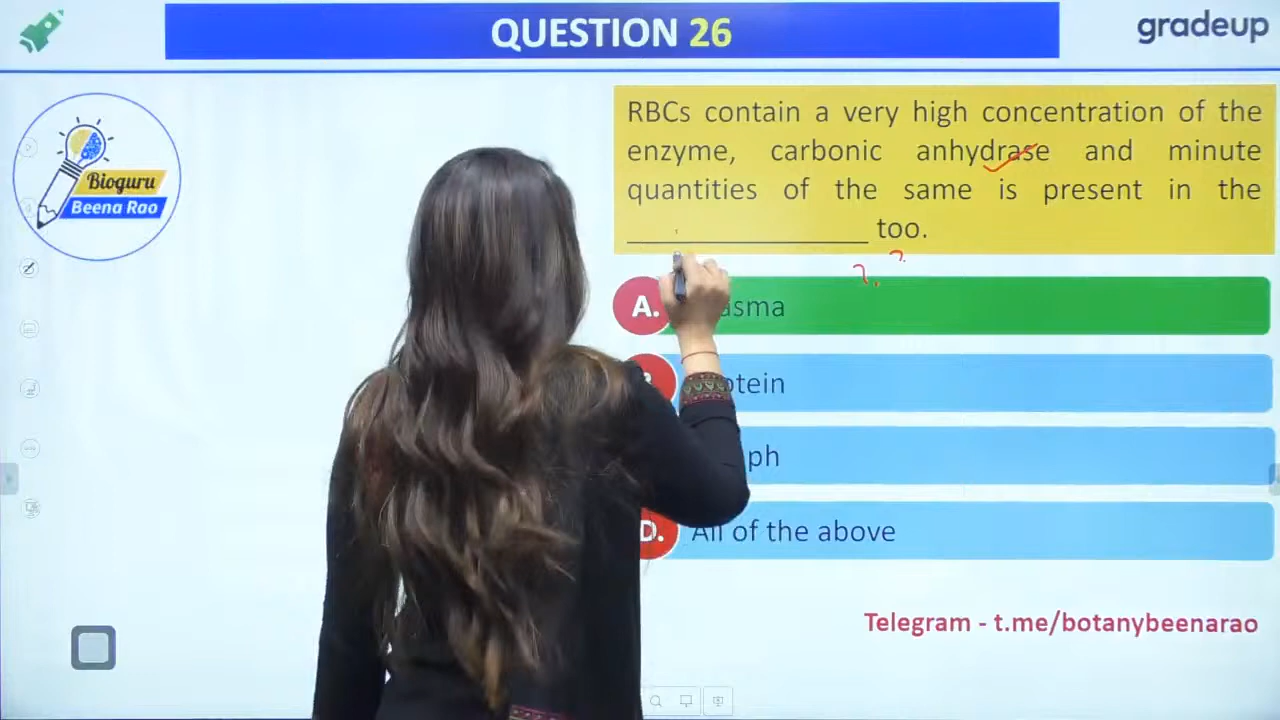 QUESTION 26
gradeup
Bioguru
Beena Rao
RBCs contain a very high concentration of the
enzyme, carbonic anhydrase and minute
quantities of the same is present in the
_______________ too.
? ?
A.
D. All of the above
Telegram - t.me/botanybeenarao